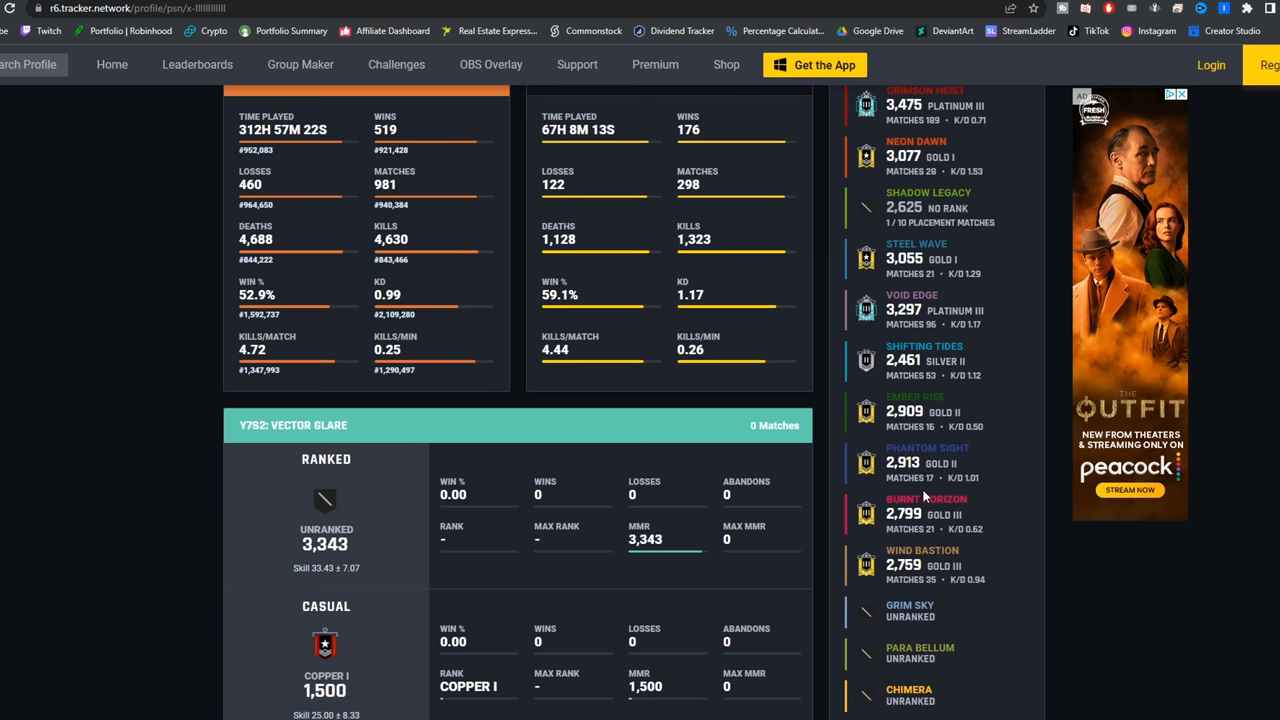 r6.tracker.network/profile/psn/x-IIIIIIIIIII
be Twitch Portfolio | Robinhood Crypto Portfolio Summary Affiliate Dashboard Real Estate Express... Commonstock Dividend Tracker Percentage Calculat... Google Drive DeviantArt StreamLadder TikTok Instagram Creator Studio
arch Profile Home Leaderboards Group Maker Challenges OBS Overlay Support Premium Shop Get the App Login Reg
TIME PLAYED WINS
312H 57M 22S 519
#952,083 #921,428
LOSSES MATCHES
460 981
#964,650 #940,384
DEATHS KILLS
4,688 4,630
#844,222 #843,466
WIN % KD
52.9% 0.99
#1,592,737 #2,109,280
KILLS/MATCH KILLS/MIN
4.72 0.25
#1,347,993 #1,290,497
TIME PLAYED WINS
67H 8M 13S 176
LOSSES MATCHES
122 298
DEATHS KILLS
1,128 1,323
WIN % KD
59.1% 1.17
KILLS/MATCH KILLS/MIN
4.44 0.26
Y7S2: VECTOR GLARE 0 Matches
RANKED
UNRANKED
3,343
Skill 33.43 ± 7.07
WIN % WINS LOSSES ABANDONS
0.00 0 0 0
RANK MAX RANK MMR MAX MMR
- - 3,343 0
CASUAL
COPPER I
1,500
Skill 25.00 ± 8.33
WIN % WINS LOSSES ABANDONS
0.00 0 0 0
RANK MAX RANK MMR MAX MMR
COPPER I - 1,500 0
CRIMSON HEIST
3,475 PLATINUM III
MATCHES 189 • K/D 0.71
NEON DAWN
3,077 GOLD I
MATCHES 28 • K/D 1.53
SHADOW LEGACY
2,625 NO RANK
1 / 10 PLACEMENT MATCHES
STEEL WAVE
3,055 GOLD I
MATCHES 21 • K/D 1.29
VOID EDGE
3,297 PLATINUM III
MATCHES 96 • K/D 1.17
SHIFTING TIDES
2,461 SILVER II
MATCHES 53 • K/D 1.12
EMBER RISE
2,909 GOLD II
MATCHES 16 • K/D 0.50
PHANTOM SIGHT
2,913 GOLD II
MATCHES 17 • K/D 1.01
BURNT HORIZON
2,799 GOLD III
MATCHES 21 • K/D 0.62
WIND BASTION
2,759 GOLD III
MATCHES 35 • K/D 0.94
GRIM SKY
UNRANKED
PARA BELLUM
UNRANKED
CHIMERA
UNRANKED
AD
FRESH
THE
OUTFIT
NEW FROM THEATERS
& STREAMING ONLY ON
peacock
STREAM NOW